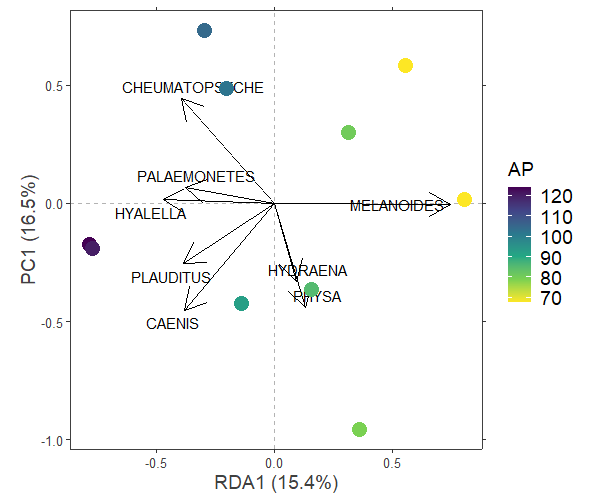 CHEUMATOPSYCHE
PALAEMONETES
HYALELLA
MELANOIDES
PLAUDITUS
HYDRAENA
PHYSA
CAENIS
0.5
0.0
-0.5
-1.0
-0.5
0.0
0.5
RDA1 (15.4%)
PC1 (16.5%)
AP
120
110
100
90
80
70